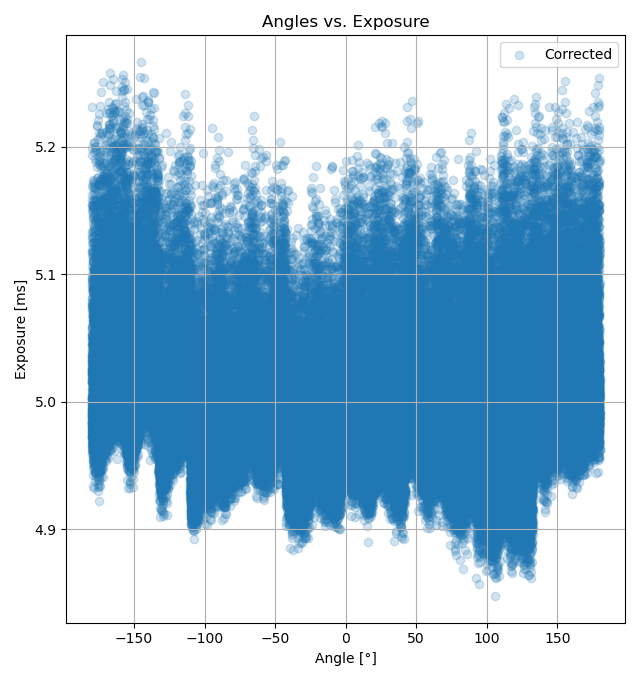 Angles vs. Exposure
Corrected
5.2
5.1
5.0
4.9
Exposure [ms]
−150 −100 −50 0 50 100 150
Angle [°]